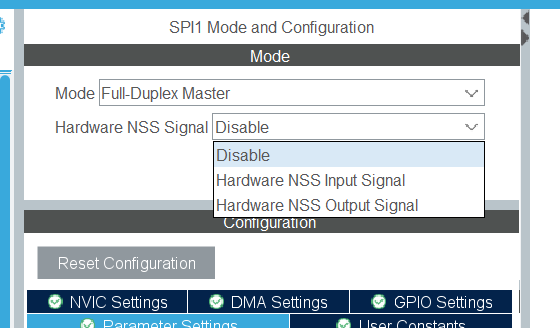 SPI1 Mode and Configuration
Mode
Mode Full-Duplex Master
Hardware NSS Signal Disable
Disable
Hardware NSS Input Signal
Hardware NSS Output Signal
Configuration
Reset Configuration
NVIC Settings DMA Settings GPIO Settings
Parameter Settings User Constants